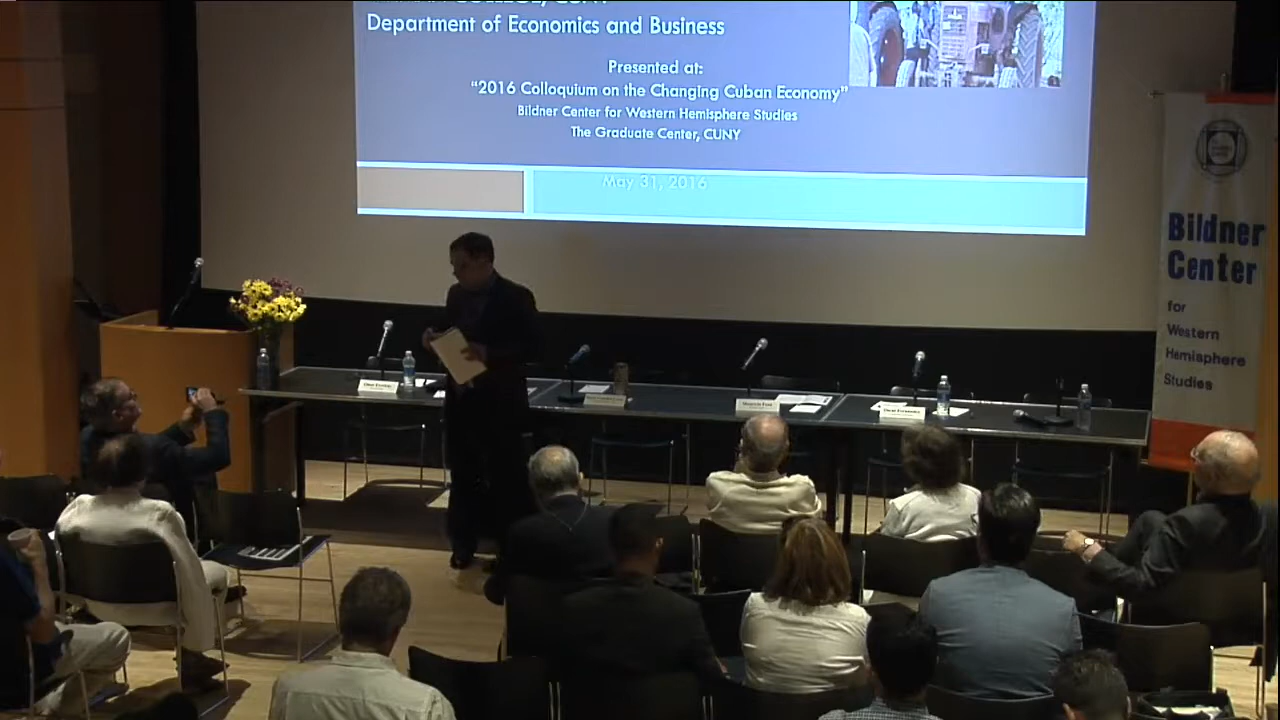 Department of Economics and Business
Presented at:
“2016 Colloquium on the Changing Cuban Economy”
Bildner Center for Western Hemisphere Studies
The Graduate Center, CUNY
May 31, 2016
Bildner
Center
for
Western
Hemisphere
Studies